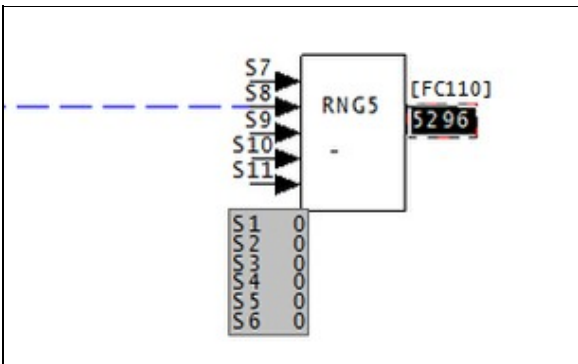 S7
S8
S9
S10
S11
RNG5
-
[FC110]
5296
S1 0
S2 0
S3 0
S4 0
S5 0
S6 0